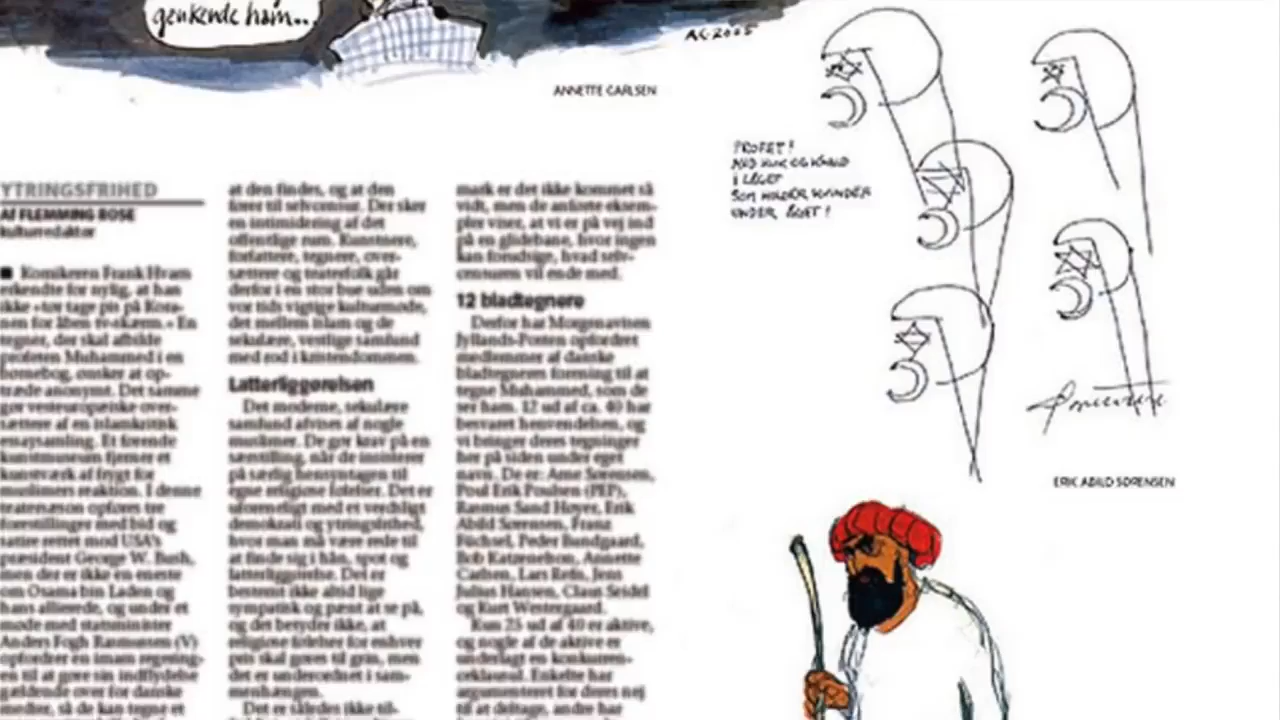 genkende ham..
AC-2005
ANNETTE CARLSEN
PROFET!
MED KUK OG KNALD
I LÅGET
SOM HOLDER KVINDER
UNDER ÅGET!
ERIK ABILD SØRENSEN
YTRINGSFRIHED
AF FLEMMING ROSE
kulturredaktør
■ Komikeren Frank Hvam
erkendte for nylig, at han
ikke »tør tage pis på Kora-
nen for åben tv-skærm.« En
tegner, der skal afbilde
profeten Muhammed i en
børnebog, ønsker at op-
træde anonymt. Det samme
gør vesteuropæiske over-
sættere af en islamkritisk
essaysamling. Et førende
kunstmuseum fjerner et
kunstværk af frygt for
muslimers reaktion. I denne
teatersæson opføres tre
forestillinger med bid og
satire rettet mod USA's
præsident George W. Bush,
men der er ikke en eneste
om Osama bin Laden og
hans allierede, og under et
møde med statsminister
Anders Fogh Rasmussen (V)
opfordrer en imam regering-
en til at gøre sin indflydelse
gældende over for danske
medier, så de kan tegne et
at den findes, og at den
fører til selvcensur. Der sker
en intimidering af det
offentlige rum. Kunstnere,
forfattere, tegnere, over-
sættere og teaterfolk går
derfor i en stor bue uden om
vor tids vigtige kulturmøde,
det mellem islam og de
sekulære, vestlige samfund
med rod i kristendommen.
Latterliggørelsen
Det moderne, sekulære
samfund afvises af nogle
muslimer. De gør krav på en
særstilling, når de insisterer
på særlig hensyntagen til
egne religiøse følelser. Det er
uforeneligt med et verdsligt
demokrati og ytringsfrihed,
hvor man må være rede til
at finde sig i hån, spot og
latterliggørelse. Det er
bestemt ikke altid lige
sympatisk og pænt at se på,
og det betyder ikke, at
religiøse følelser for enhver
pris skal gøres til grin, men
det er underordnet i sam-
menhængen.
Det er således ikke til-
mark er det ikke kommet så
vidt, men de anførte eksem-
pler viser, at vi er på vej ind
på en glidebane, hvor ingen
kan forudsige, hvad selv-
censuren vil ende med.
12 bladtegnere
Derfor har Morgenavisen
Jyllands-Posten opfordret
medlemmer af danske
bladtegneres forening til at
tegne Muhammed, som de
ser ham. 12 ud af ca. 40 har
besvaret henvendelsen, og
vi bringer deres tegninger
her på siden under eget
navn. De er: Arne Sørensen,
Poul Erik Poulsen (PEP),
Rasmus Sand Høyer, Erik
Abild Sørensen, Franz
Füchsel, Peder Bundgaard,
Bob Katzenelson, Annette
Carlsen, Lars Refn, Jens
Julius Hansen, Claus Seidel
og Kurt Westergaard.
Kun 25 ud af 40 er aktive,
og nogle af de aktive er
underlagt en konkurren-
ceklausul. Enkelte har
argumenteret for deres nej
til at deltage, andre har